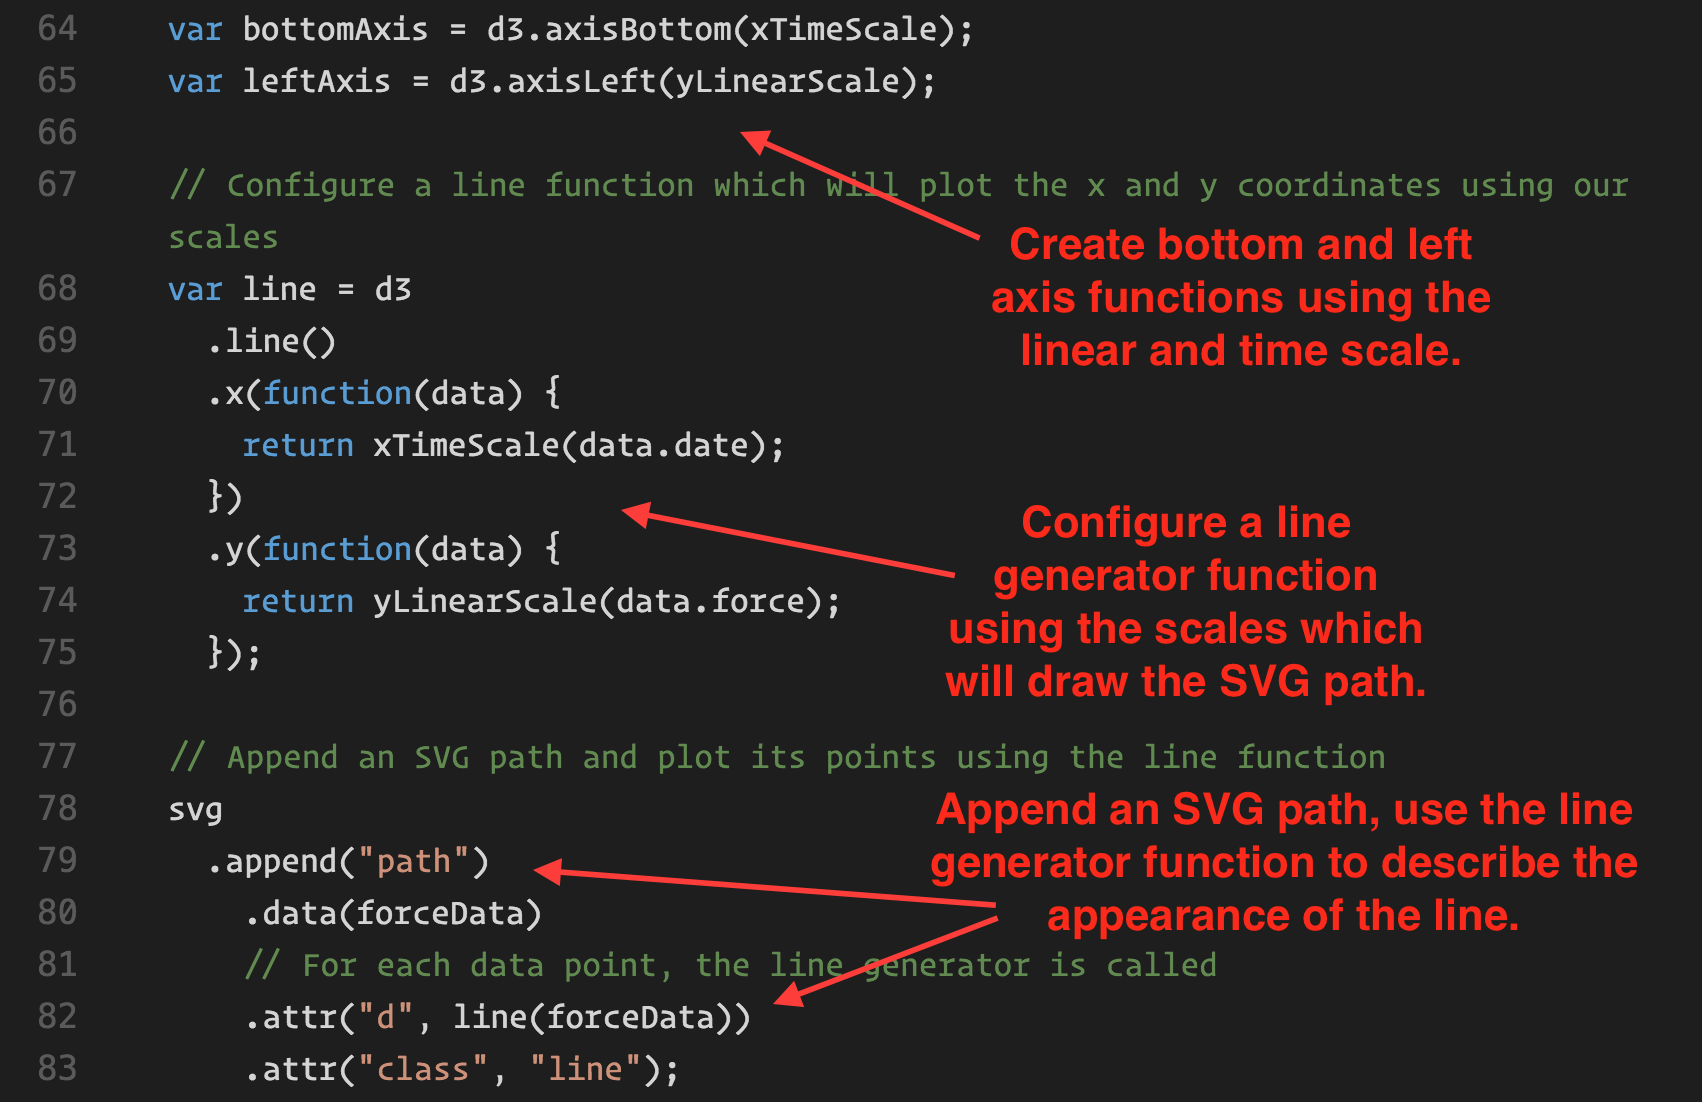 64 var bottomAxis = d3.axisBottom(xTimeScale);
65 var leftAxis = d3.axisLeft(yLinearScale);
66
67 // Configure a line function which will plot the x and y coordinates using our
scales
Create bottom and left
axis functions using the
linear and time scale.
68 var line = d3
69 .line()
70 .x(function(data) {
71 return xTimeScale(data.date);
72 })
73 .y(function(data) {
74 return yLinearScale(data.force);
75 });
Configure a line
generator function
using the scales which
will draw the SVG path.
76
77 // Append an SVG path and plot its points using the line function
78 svg
79 .append("path")
80 .data(forceData)
81 // For each data point, the line generator is called
82 .attr("d", line(forceData))
83 .attr("class", "line");
Append an SVG path, use the line
generator function to describe the
appearance of the line.